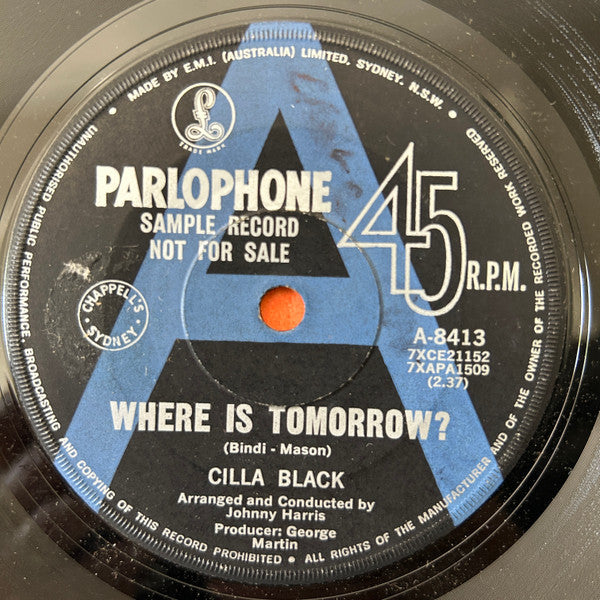 MADE BY E.M.I. (AUSTRALIA) LIMITED, SYDNEY, N.S.W.
£
TRADE MARK
PARLOPHONE
SAMPLE RECORD
NOT FOR SALE
45
R.P.M.
CHAPPELL'S
SYDNEY
A-8413
7XCE21152
7XAPA1509
(2.37)
WHERE IS TOMORROW?
(Bindi - Mason)
CILLA BLACK
Arranged and Conducted by
Johnny Harris
Producer: George
Martin
UNAUTHORISED PUBLIC PERFORMANCE, BROADCASTING AND COPYING OF THIS RECORD PROHIBITED • ALL RIGHTS OF THE MANUFACTURER AND OF THE OWNER OF THE RECORDED WORK RESERVED
A